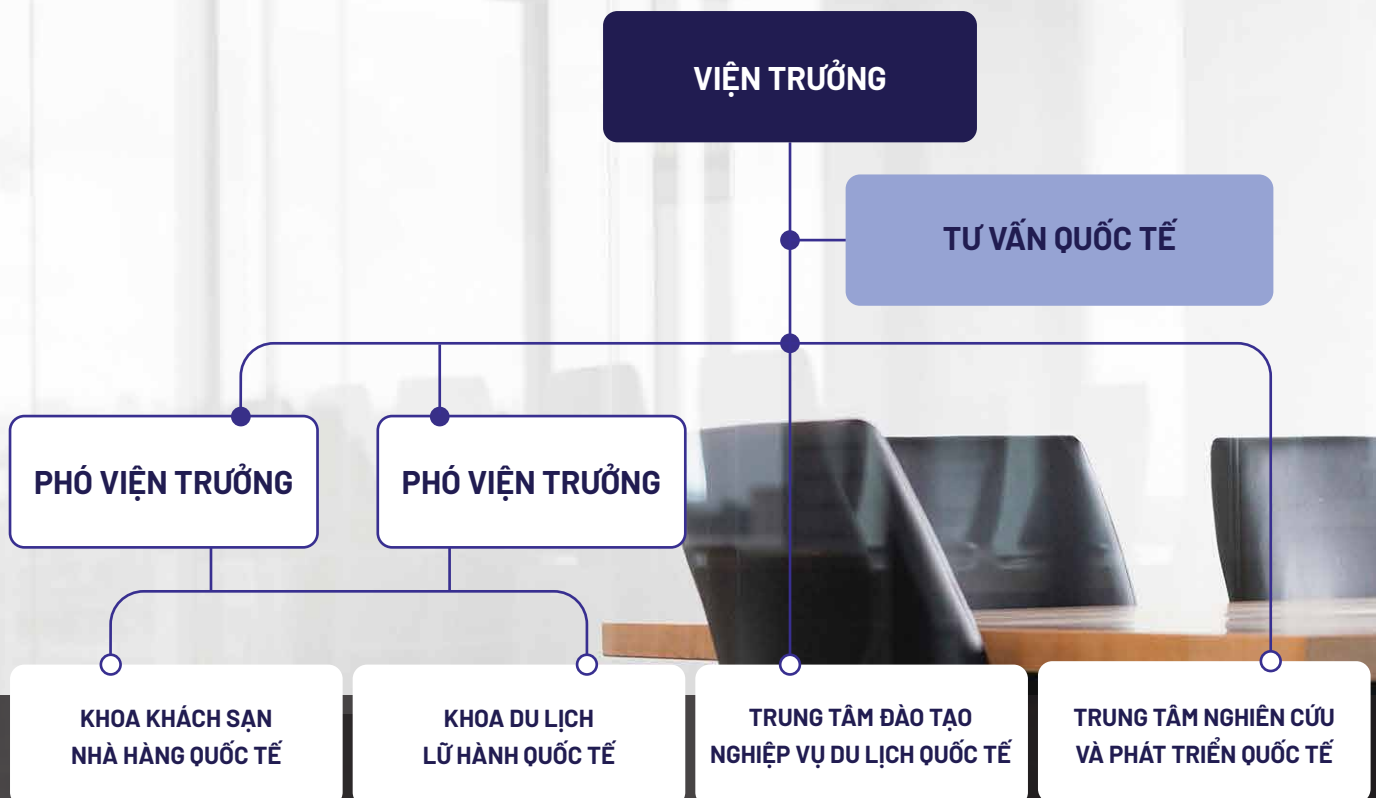 VIỆN TRƯỞNG
TƯ VẤN QUỐC TẾ
PHÓ VIỆN TRƯỞNG
PHÓ VIỆN TRƯỞNG
KHOA KHÁCH SẠN
NHÀ HÀNG QUỐC TẾ
KHOA DU LỊCH
LỮ HÀNH QUỐC TẾ
TRUNG TÂM ĐÀO TẠO
NGHIỆP VỤ DU LỊCH QUỐC TẾ
TRUNG TÂM NGHIÊN CỨU
VÀ PHÁT TRIỂN QUỐC TẾ